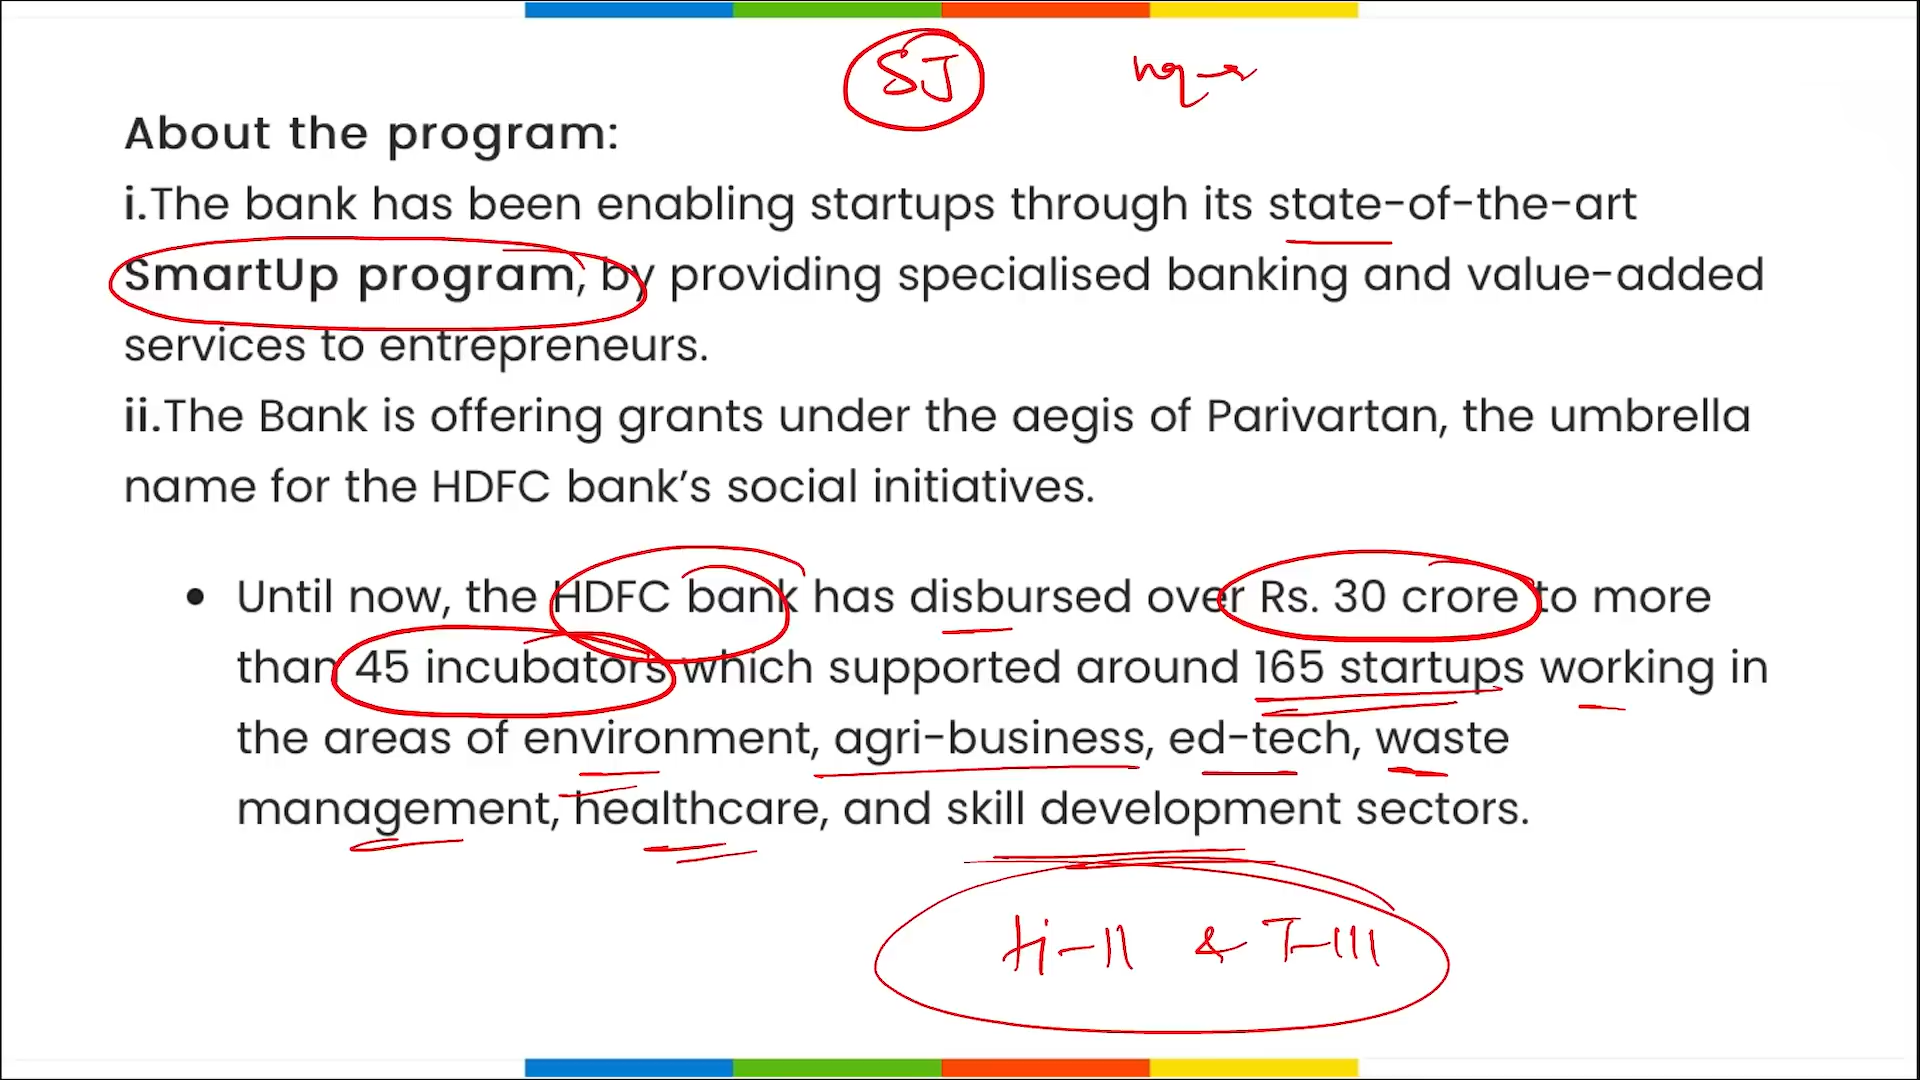 SJ
About the program:
i.The bank has been enabling startups through its state-of-the-art
SmartUp program, by providing specialised banking and value-added
services to entrepreneurs.
ii.The Bank is offering grants under the aegis of Parivartan, the umbrella
name for the HDFC bank’s social initiatives.
• Until now, the HDFC bank has disbursed over Rs. 30 crore to more
than 45 incubators which supported around 165 startups working in
the areas of environment, agri-business, ed-tech, waste
management, healthcare, and skill development sectors.
& T-III